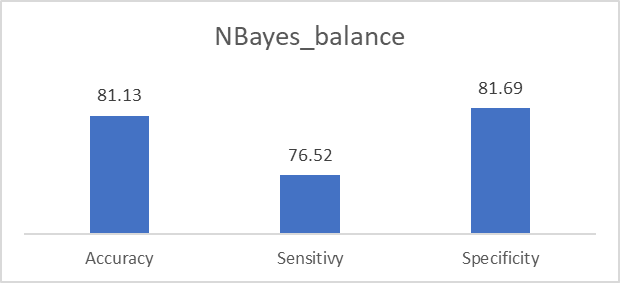 NBayes_balance
81.13
76.52
81.69
Accuracy
Sensitivy
Specificity